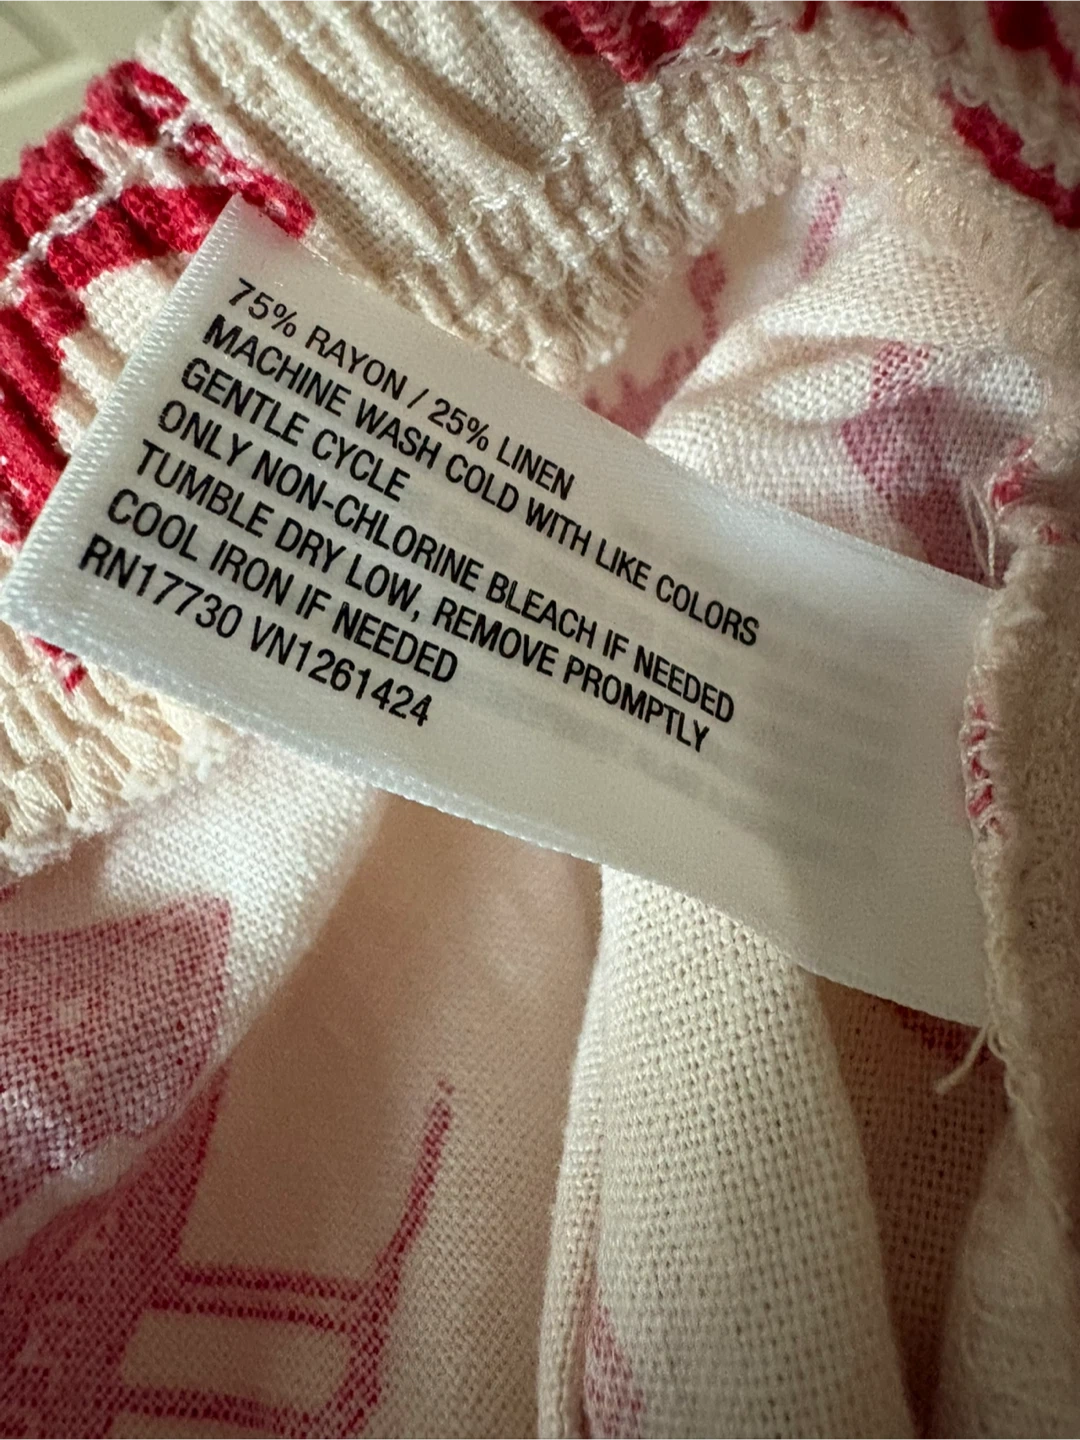 75% RAYON / 25% LINEN
MACHINE WASH COLD WITH LIKE COLORS
GENTLE CYCLE
ONLY NON-CHLORINE BLEACH IF NEEDED
TUMBLE DRY LOW, REMOVE PROMPTLY
COOL IRON IF NEEDED
RN17730 VN1261424